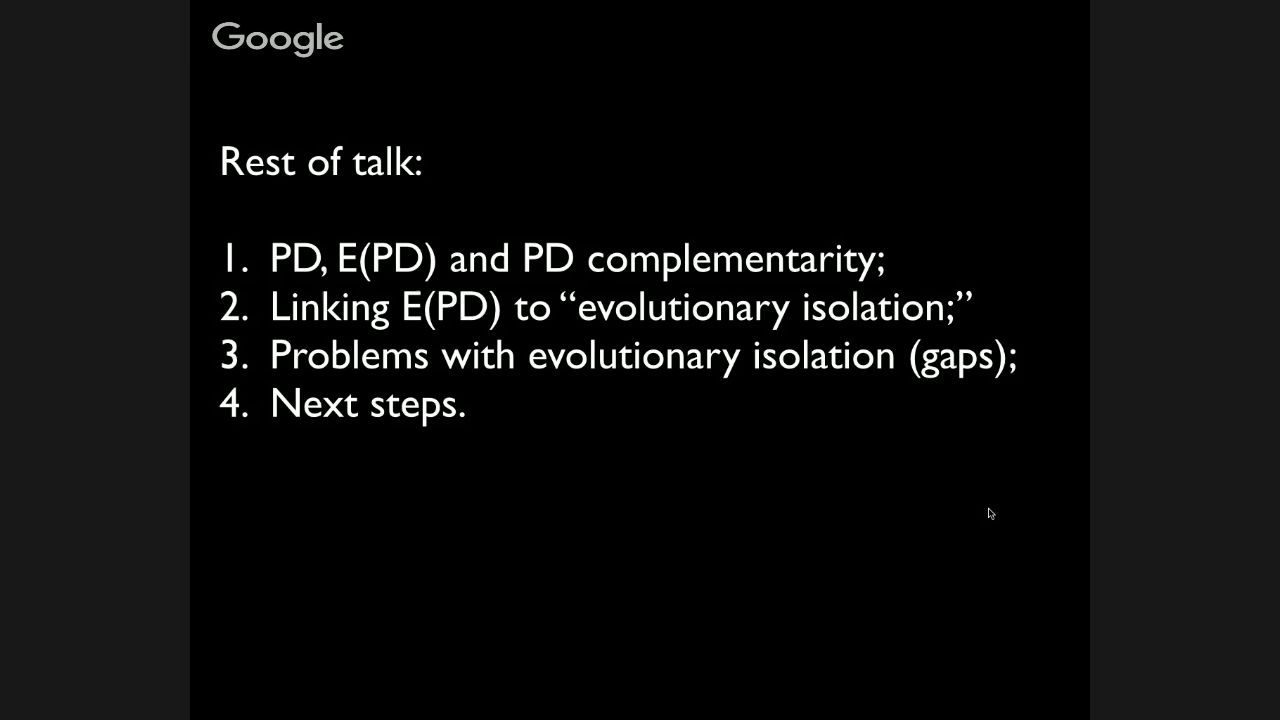 Google
Rest of talk:
1. PD, E(PD) and PD complementarity;
2. Linking E(PD) to “evolutionary isolation;”
3. Problems with evolutionary isolation (gaps);
4. Next steps.